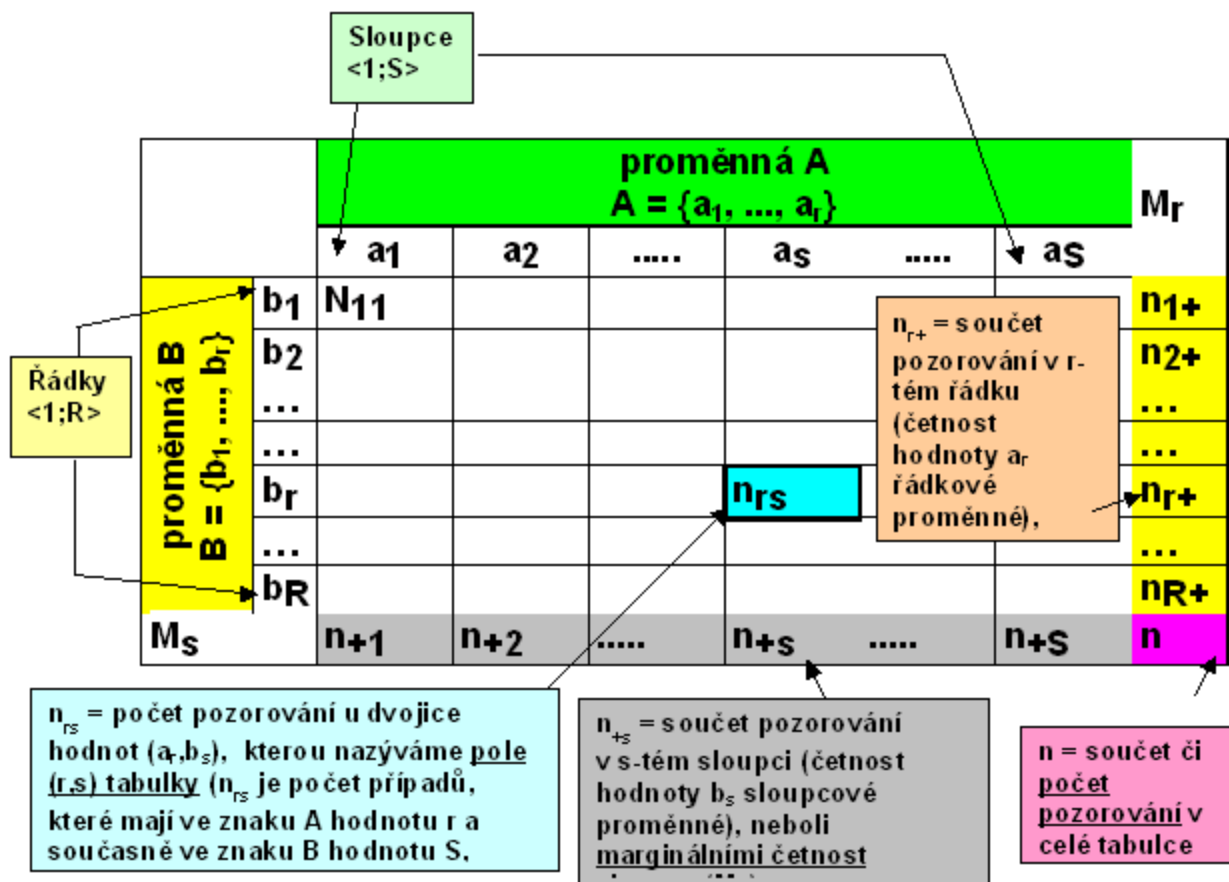 Sloupce
<1;S>
proměnná A
A = {a1, ..., ar}
Mr
a1 a2 ..... as ..... aS
Řádky
<1;R>
proměnná B
B = {b1, ..., br}
b1 N11 n1+
b2 n2+
... ...
... ...
br nrs nr+
... ...
bR nR+
nr+ = součet
pozorování v r-
tém řádku
(četnost
hodnoty ar
řádkové
proměnné),
Ms n+1 n+2 ..... n+s ..... n+S n
nrs = počet pozorování u dvojice
hodnot (ar,bs), kterou nazýváme pole
(r,s) tabulky (nrs je počet případů,
které mají ve znaku A hodnotu r a
současně ve znaku B hodnotu S,
n+s = součet pozorování
v s-tém sloupci (četnost
hodnoty bs sloupcové
proměnné), neboli
marginálními četnost
n = součet či
počet
pozorování v
celé tabulce